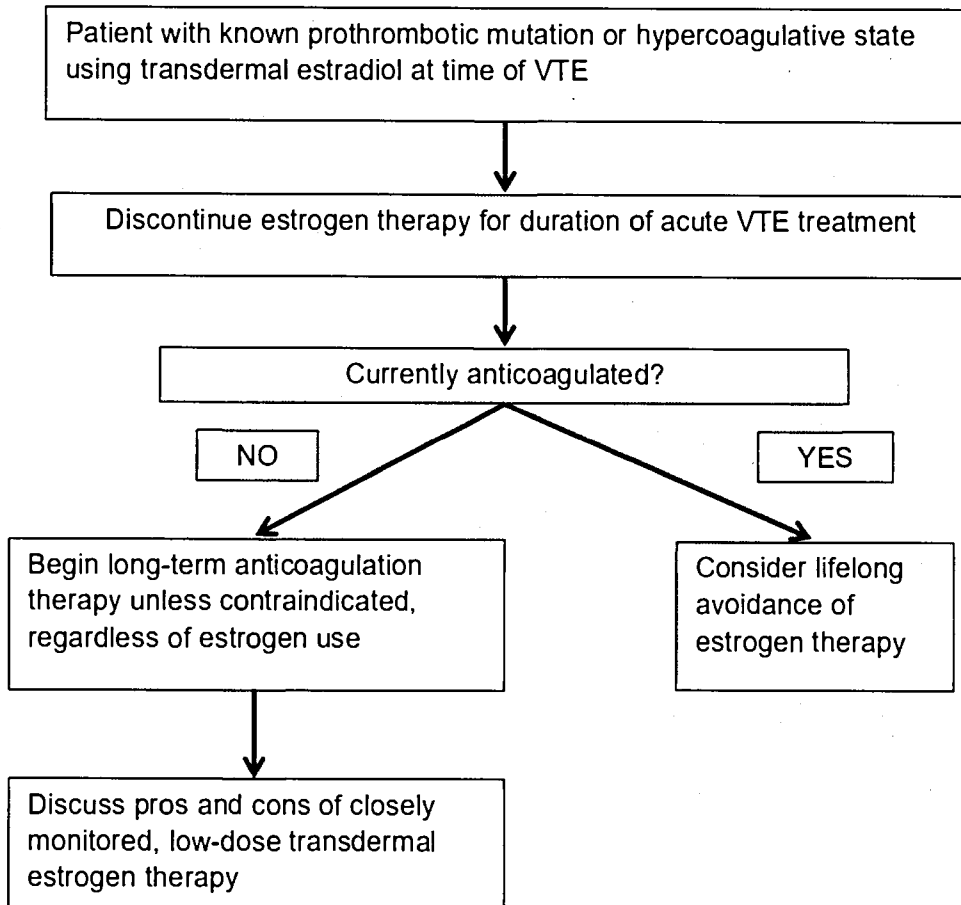 Patient with known prothrombotic mutation or hypercoagulative state
using transdermal estradiol at time of VTE
Discontinue estrogen therapy for duration of acute VTE treatment
Currently anticoagulated?
NO
YES
Begin long-term anticoagulation
therapy unless contraindicated,
regardless of estrogen use
Consider lifelong
avoidance of
estrogen therapy
Discuss pros and cons of closely
monitored, low-dose transdermal
estrogen therapy